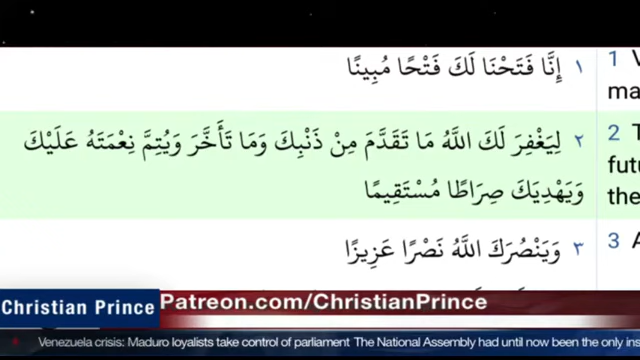 ١ إِنَّا فَتَحْنَا لَكَ فَتْحًا مُبِينًا
1
ma
٢ لِيَغْفِرَ لَكَ اللَّهُ مَا تَقَدَّمَ مِنْ ذَنْبِكَ وَمَا تَأَخَّرَ وَيُتِمَّ نِعْمَتَهُ عَلَيْكَ
وَيَهْدِيَكَ صِرَاطًا مُسْتَقِيمًا
2 T
futu
the
٣ وَيَنْصُرَكَ اللَّهُ نَصْرًا عَزِيزًا
3 A
Christian Prince
Patreon.com/ChristianPrince
Venezuela crisis: Maduro loyalists take control of parliament The National Assembly had until now been the only ins